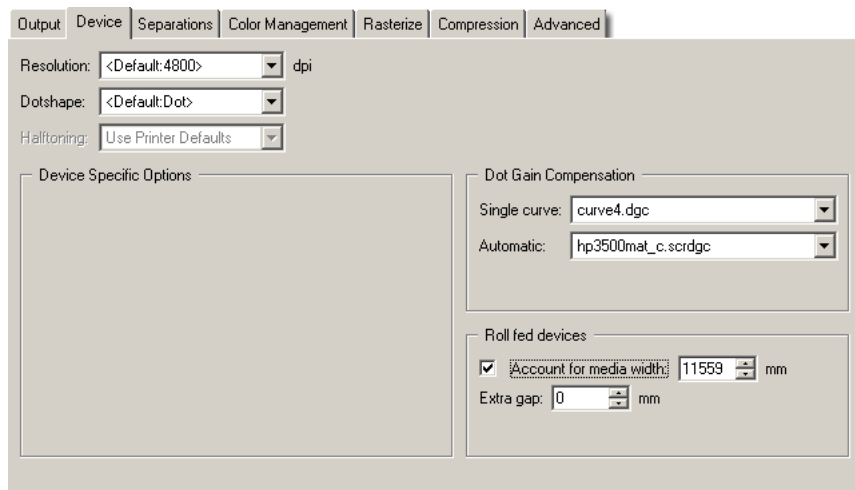 Output Device Separations Color Management Rasterize Compression Advanced
Resolution: <Default:4800> dpi
Dotshape: <Default:Dot>
Halftoning: Use Printer Defaults
Device Specific Options
Dot Gain Compensation
Single curve: curve4.dgc
Automatic: hp3500mat_c.scrdgc
Roll fed devices
Account for media width: 11559 mm
Extra gap: 0 mm